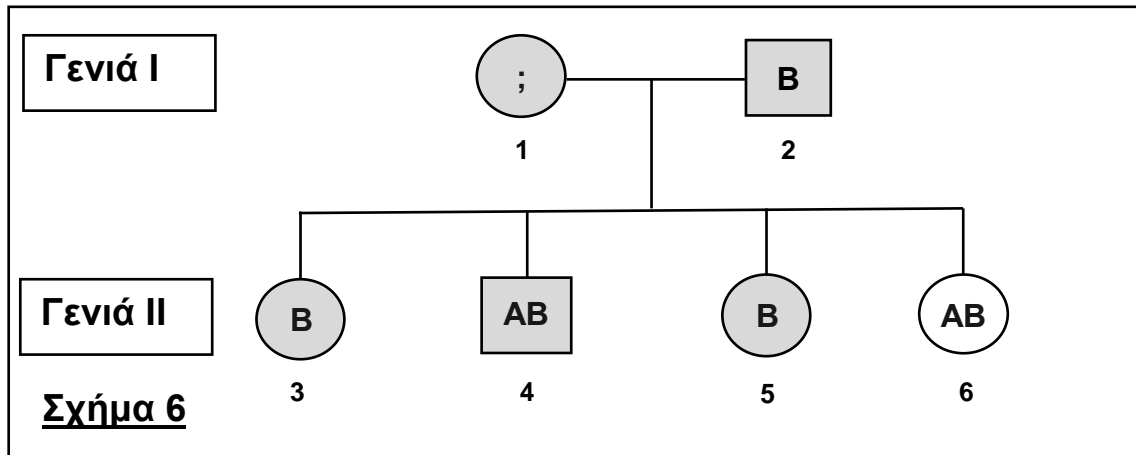 Γενιά Ι
; Β
1 2
Γενιά ΙΙ
Β ΑΒ Β ΑΒ
3 4 5 6
Σχήμα 6